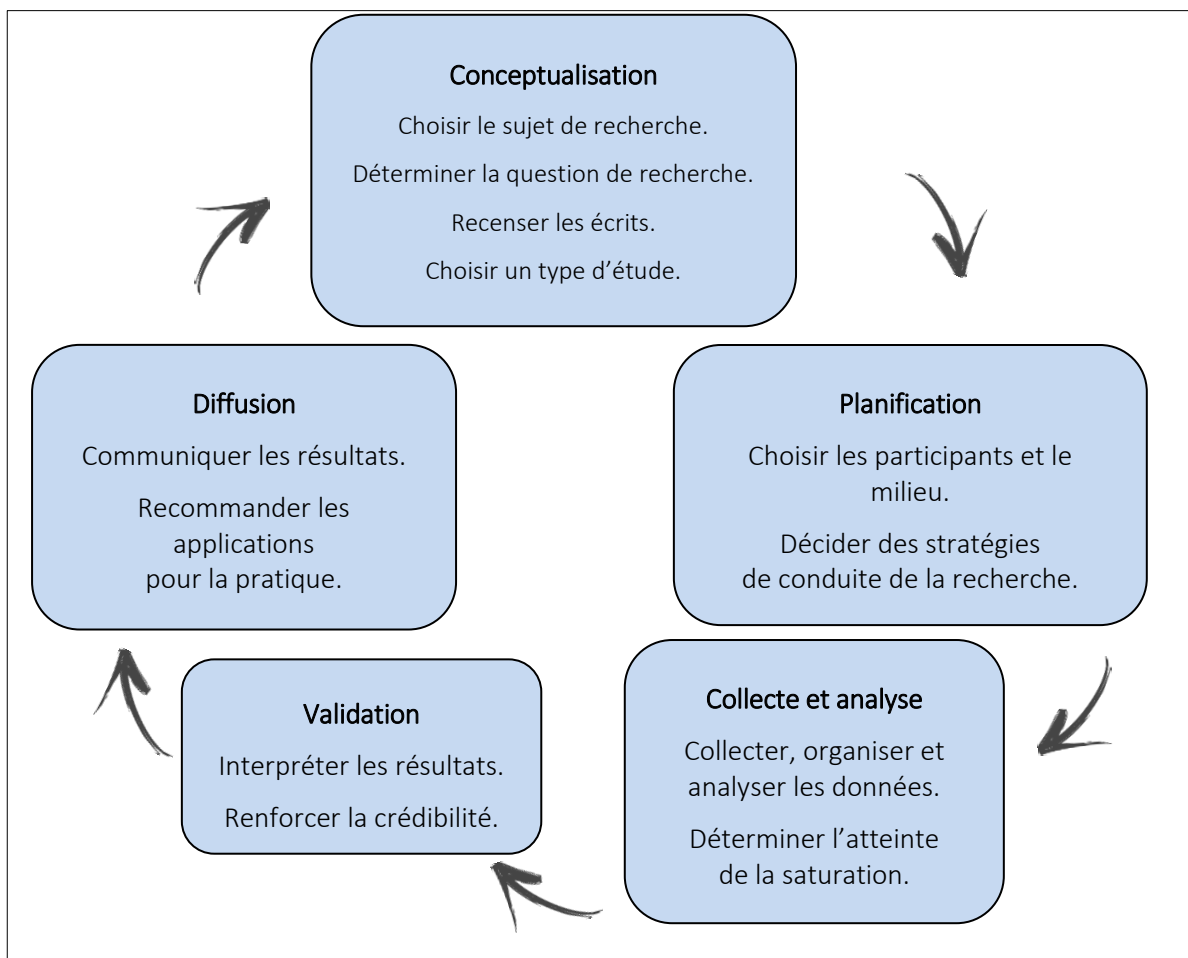 Conceptualisation
Choisir le sujet de recherche.
Déterminer la question de recherche.
Recenser les écrits.
Choisir un type d’étude.
Planification
Choisir les participants et le
milieu.
Décider des stratégies
de conduite de la recherche.
Collecte et analyse
Collecter, organiser et
analyser les données.
Déterminer l’atteinte
de la saturation.
Validation
Interpréter les résultats.
Renforcer la crédibilité.
Diffusion
Communiquer les résultats.
Recommander les
applications
pour la pratique.